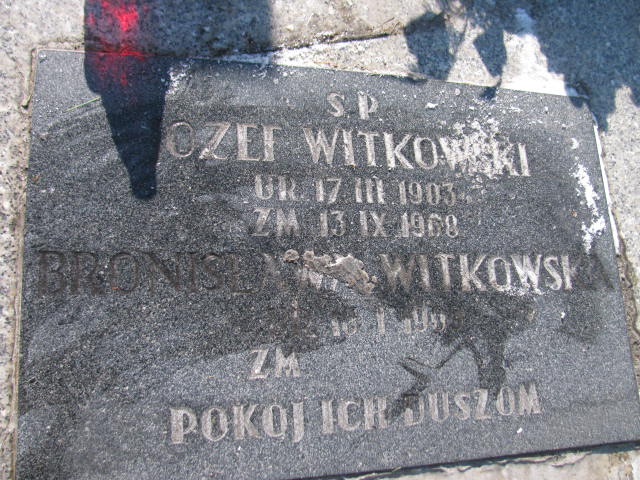 S P
OZEF WITKOWSKI
UR 17 III 1903
ZM 13 IX 1968
BRONISŁAWA WITKOWSKA
ZM
POKOJ ICH DUSZOM